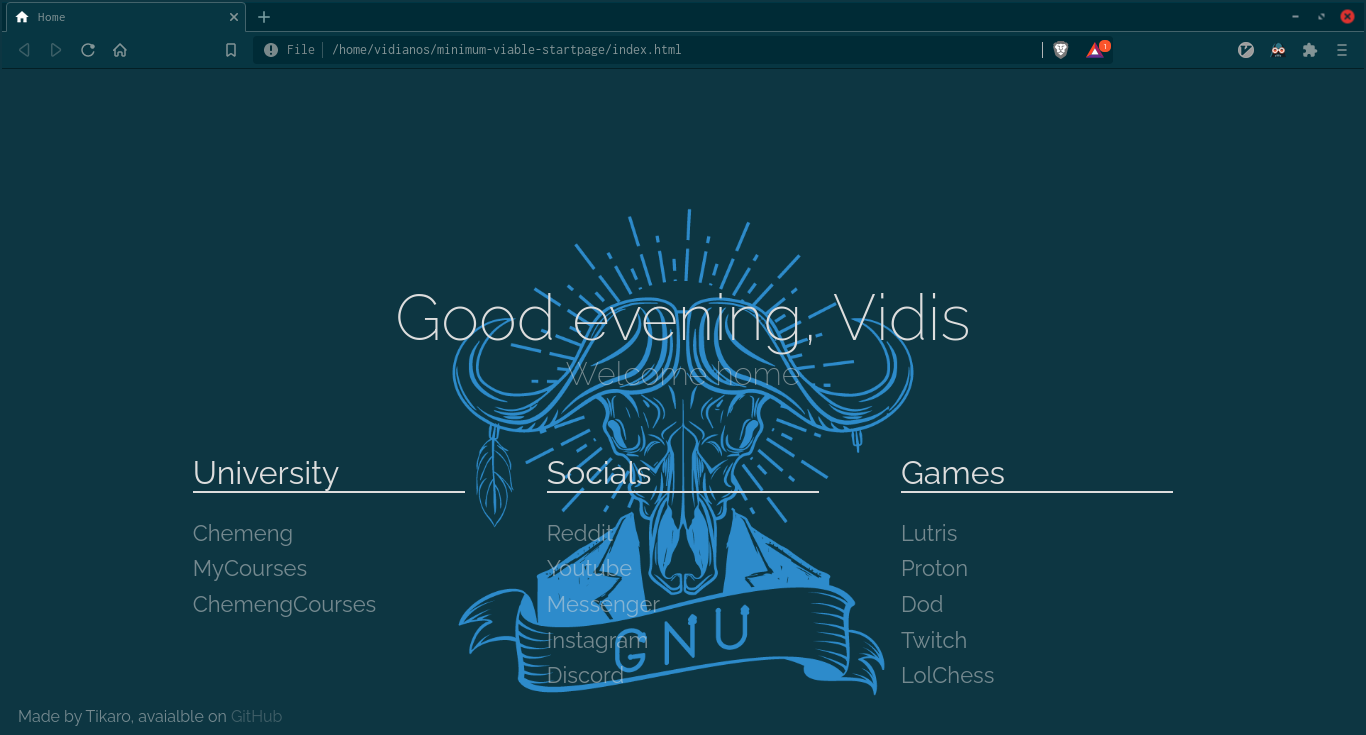 Home
File /home/vidianos/minimum-viable-startpage/index.html
1
Good evening, Vidis
Welcome home
University
Chemeng
MyCourses
ChemengCourses
Socials
Reddit
Youtube
Messenger
Instagram
Discord
Games
Lutris
Proton
Dod
Twitch
LolChess
GNU
Made by Tikaro, avaialble on GitHub